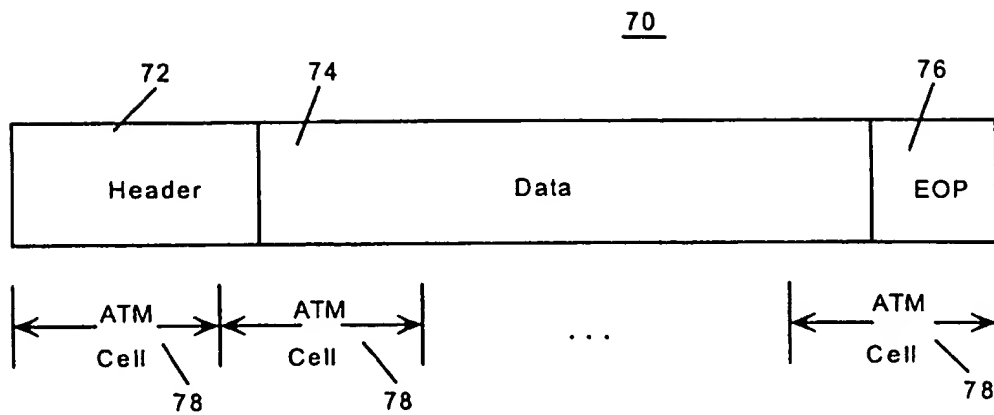 70
72
74
76
Header
Data
EOP
ATM
Cell
78
ATM
Cell
78
...
ATM
Cell
78